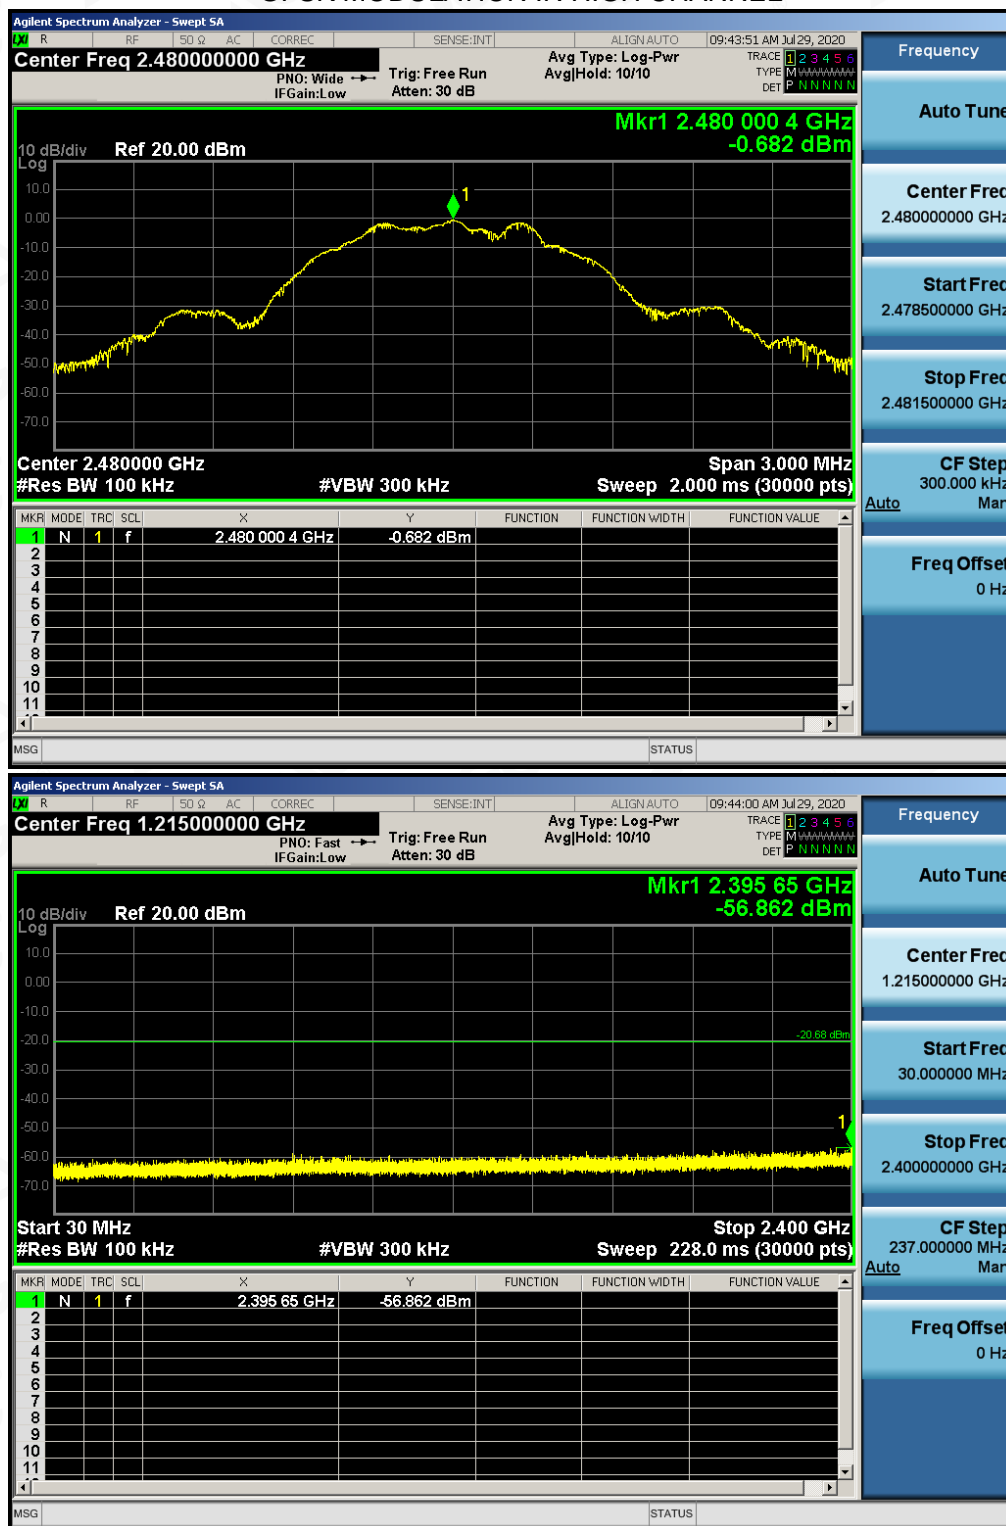 GFSK MODULATION IN HIGH CHANNEL
Agilent Spectrum Analyzer - Swept SA
LXI R RF 50 Ω AC CORREC SENSE:INT ALIGN AUTO 09:43:51 AM Jul 29, 2020
Center Freq 2.480000000 GHz
PNO: Wide
IFGain:Low
Trig: Free Run
Atten: 30 dB
Avg Type: Log-Pwr
Avg|Hold: 10/10
TRACE 1 2 3 4 5 6
TYPE M
DET P N N N N N
Mkr1 2.480 000 4 GHz
-0.682 dBm
10 dB/div Ref 20.00 dBm
Log
10.0
0.00
-10.0
-20.0
-30.0
-40.0
-50.0
-60.0
-70.0
1
Center 2.480000 GHz Span 3.000 MHz
#Res BW 100 kHz #VBW 300 kHz Sweep 2.000 ms (30000 pts)
MKR MODE TRC SCL X Y FUNCTION FUNCTION WIDTH FUNCTION VALUE
1 N 1 f 2.480 000 4 GHz -0.682 dBm
2
3
4
5
6
7
8
9
10
11
MSG STATUS
Frequency
Auto Tune
Center Freq
2.480000000 GHz
Start Freq
2.478500000 GHz
Stop Freq
2.481500000 GHz
CF Step
300.000 kHz
Auto Man
Freq Offset
0 Hz
Agilent Spectrum Analyzer - Swept SA
LXI R RF 50 Ω AC CORREC SENSE:INT ALIGN AUTO 09:44:00 AM Jul 29, 2020
Center Freq 1.215000000 GHz
PNO: Fast
IFGain:Low
Trig: Free Run
Atten: 30 dB
Avg Type: Log-Pwr
Avg|Hold: 10/10
TRACE 1 2 3 4 5 6
TYPE M
DET P N N N N N
Mkr1 2.395 65 GHz
-56.862 dBm
10 dB/div Ref 20.00 dBm
Log
10.0
0.00
-10.0
-20.0
-30.0
-40.0
-50.0
-60.0
-70.0
-20.68 dBm
1
Start 30 MHz Stop 2.400 GHz
#Res BW 100 kHz #VBW 300 kHz Sweep 228.0 ms (30000 pts)
MKR MODE TRC SCL X Y FUNCTION FUNCTION WIDTH FUNCTION VALUE
1 N 1 f 2.395 65 GHz -56.862 dBm
2
3
4
5
6
7
8
9
10
11
MSG STATUS
Frequency
Auto Tune
Center Freq
1.215000000 GHz
Start Freq
30.000000 MHz
Stop Freq
2.400000000 GHz
CF Step
237.000000 MHz
Auto Man
Freq Offset
0 Hz